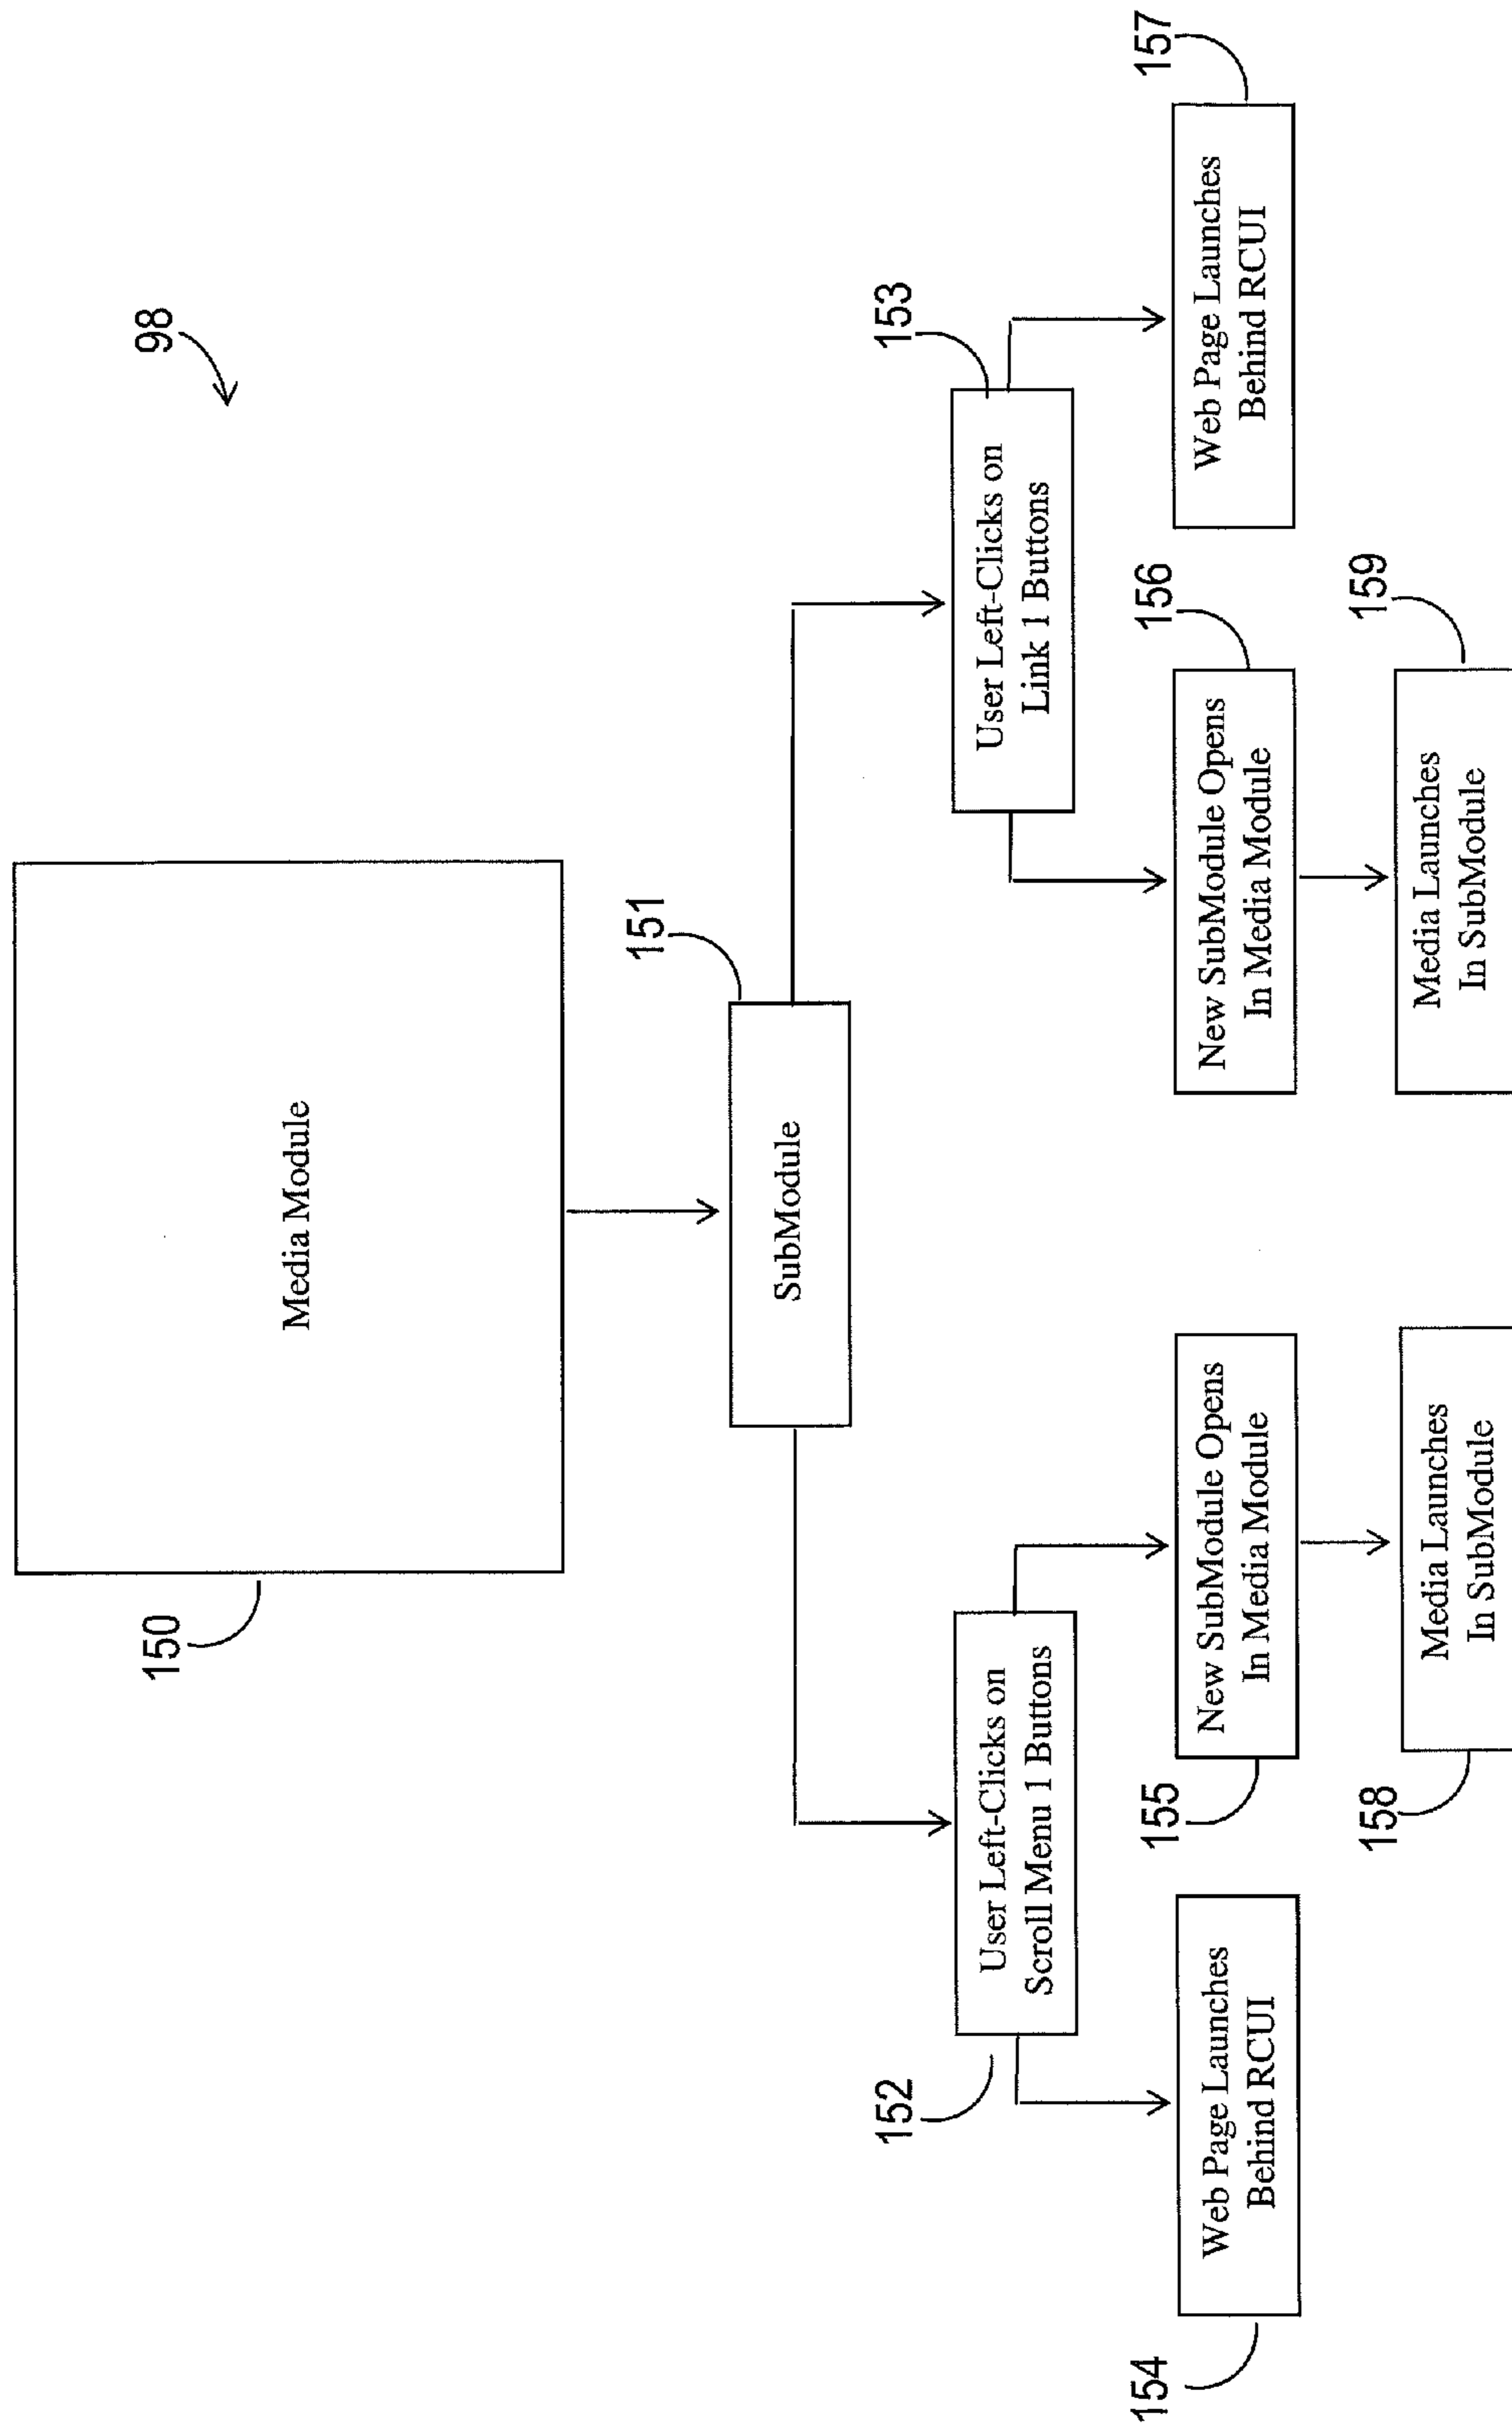 98
150
Media Module
151
SubModule
152
User Left-Clicks on
Scroll Menu 1 Buttons
153
User Left-Clicks on
Link 1 Buttons
154
Web Page Launches
Behind RCUI
155
New SubModule Opens
In Media Module
156
New SubModule Opens
In Media Module
157
Web Page Launches
Behind RCUI
158
Media Launches
In SubModule
159
Media Launches
In SubModule